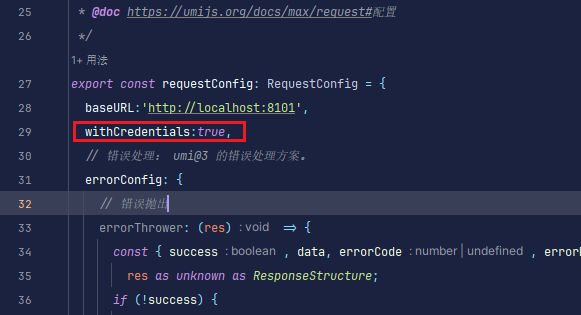 25 * @doc https://umijs.org/docs/max/request#配置
26 */
1+ 用法
27 export const requestConfig: RequestConfig = {
28 baseURL:'http://localhost:8101',
29 withCredentials:true,
30 // 错误处理： umi@3 的错误处理方案。
31 errorConfig: {
32 // 错误抛出
33 errorThrower: (res) : void => {
34 const { success : boolean , data, errorCode : number | undefined , error
35 res as unknown as ResponseStructure;
36 if (!success) {